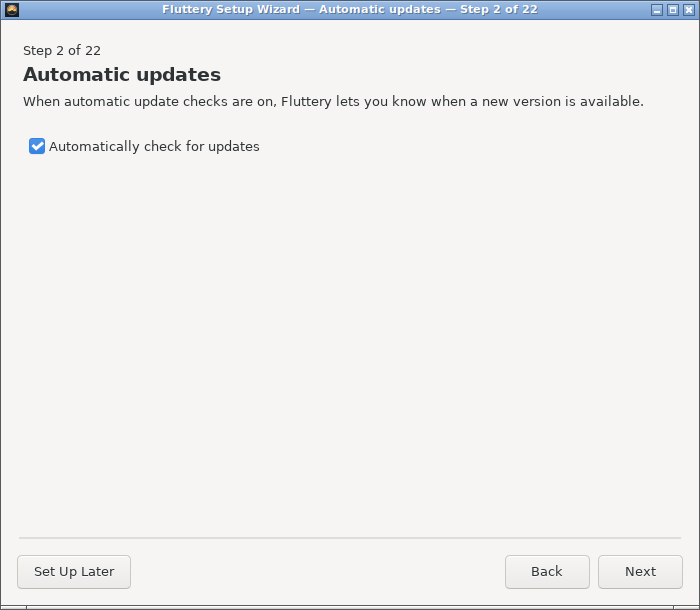 Fluttery Setup Wizard — Automatic updates — Step 2 of 22
Step 2 of 22
Automatic updates
When automatic update checks are on, Fluttery lets you know when a new version is available.
Automatically check for updates
Set Up Later
Back
Next